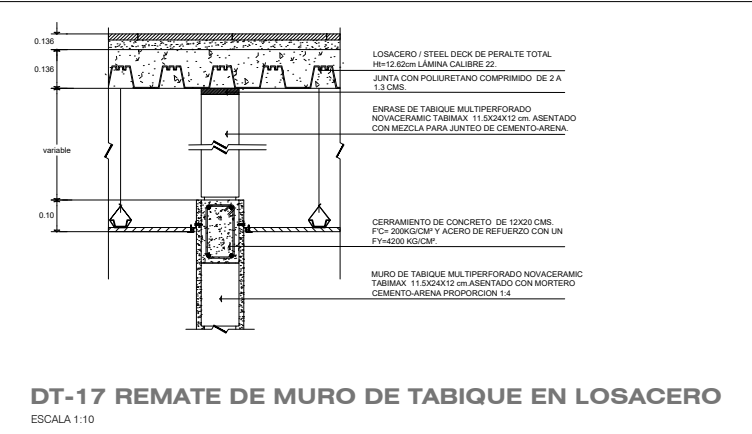 0.136
0.136
variable
0.10
LOSACERO / STEEL DECK DE PERALTE TOTAL
Ht=12.62cm LÁMINA CALIBRE 22.
JUNTA CON POLIURETANO COMPRIMIDO DE 2 A
1.3 CMS.
ENRASE DE TABIQUE MULTIPERFORADO
NOVACERAMIC TABIMAX 11.5X24X12 cm. ASENTADO
CON MEZCLA PARA JUNTEO DE CEMENTO-ARENA.
CERRAMIENTO DE CONCRETO DE 12X20 CMS.
F'C= 200KG/CM² Y ACERO DE REFUERZO CON UN
FY=4200 KG/CM².
MURO DE TABIQUE MULTIPERFORADO NOVACERAMIC
TABIMAX 11.5X24X12 cm.ASENTADO CON MORTERO
CEMENTO-ARENA PROPORCION 1:4
DT-17 REMATE DE MURO DE TABIQUE EN LOSACERO
ESCALA 1:10